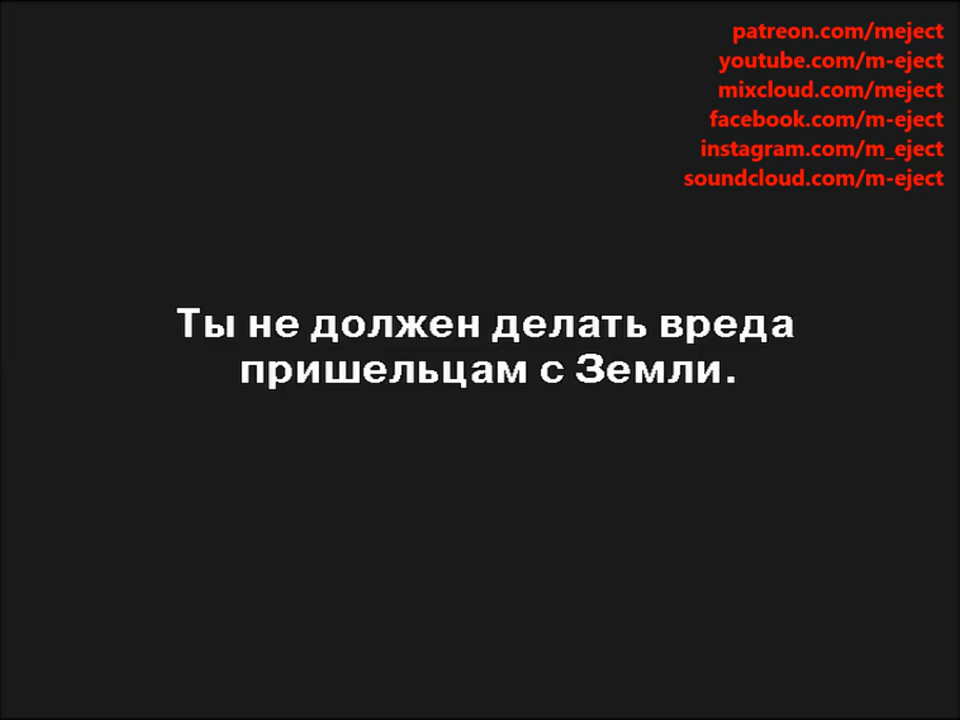 patreon.com/meject
youtube.com/m-eject
mixcloud.com/meject
facebook.com/m-eject
instagram.com/m_eject
soundcloud.com/m-eject
Ты не должен делать вреда
пришельцам с Земли.